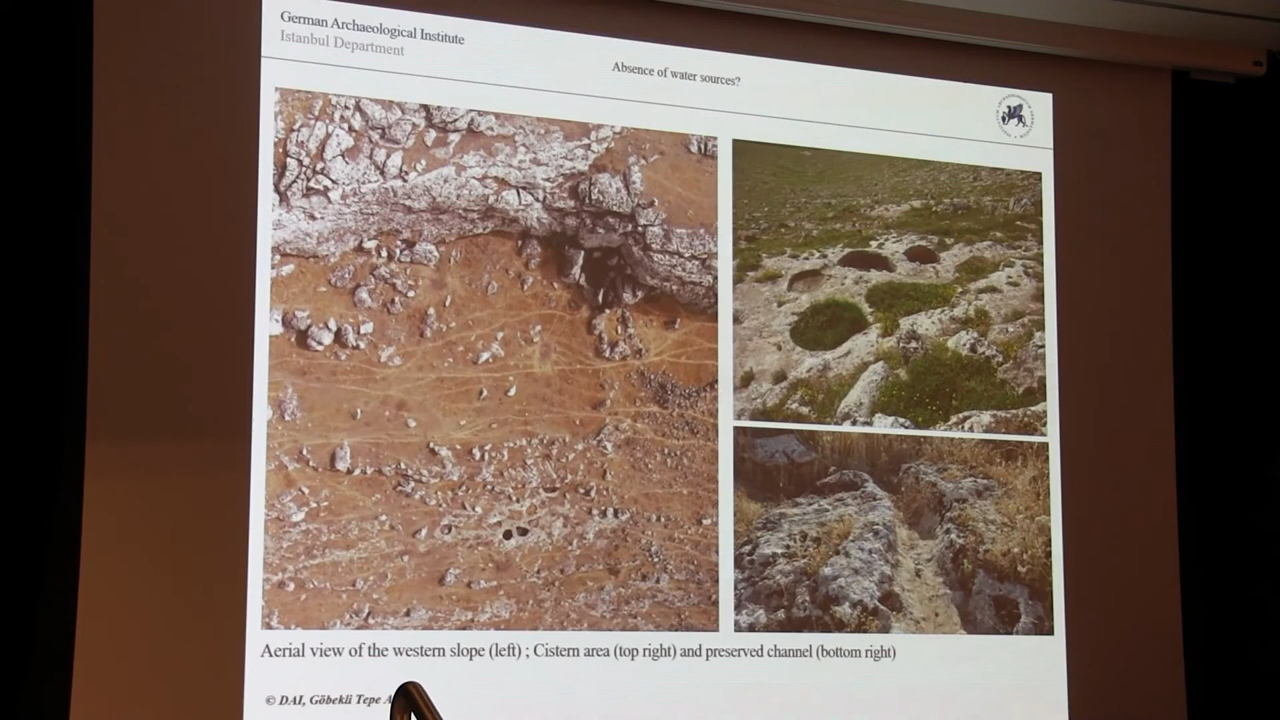 German Archaeological Institute
Istanbul Department
Absence of water sources?
Aerial view of the western slope (left) ; Cistern area (top right) and preserved channel (bottom right)
© DAI, Göbekli Tepe